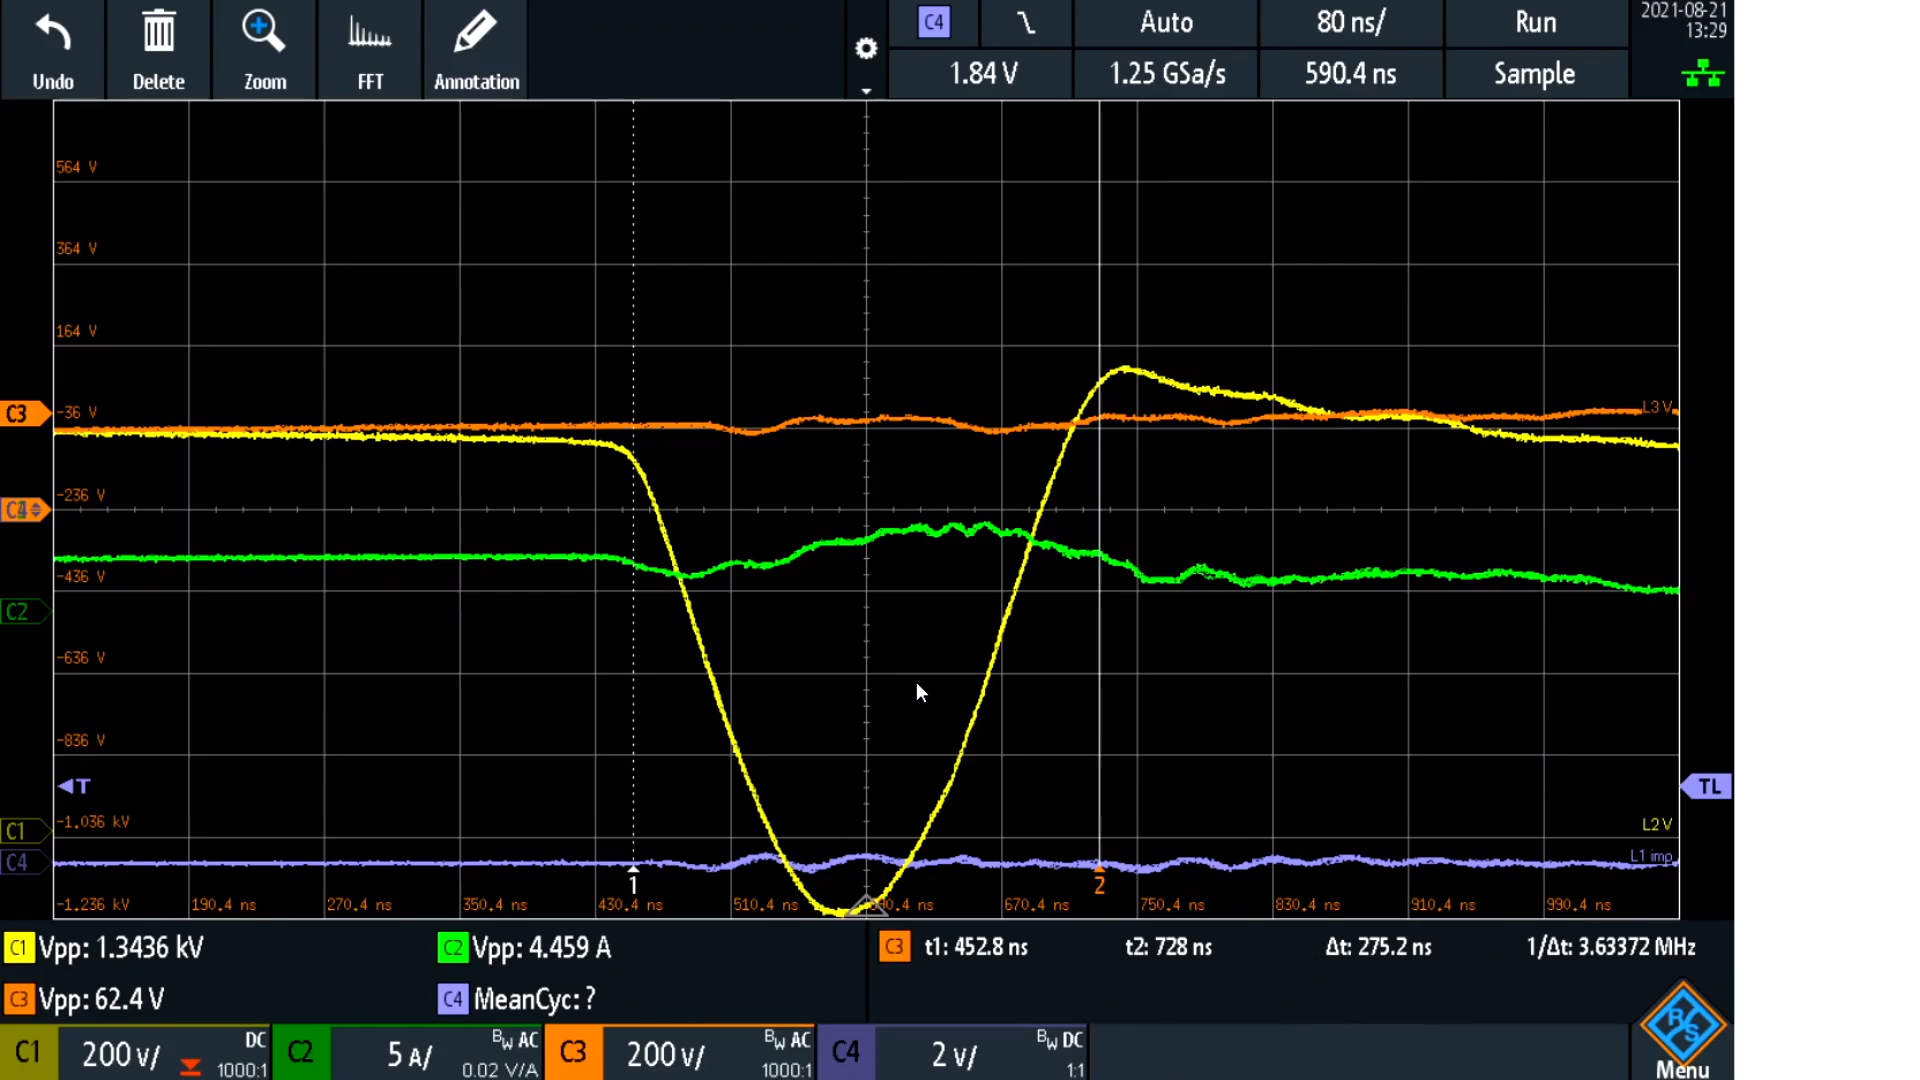 Undo
Delete
Zoom
FFT
Annotation
C4
Auto
80 ns/
Run
1.84 V
1.25 GSa/s
590.4 ns
Sample
2021-08-21
13:29
564 V
364 V
164 V
C3
-36 V
L3 V
-236 V
C4
-436 V
C2
-636 V
-836 V
T
TL
-1.036 kV
C1
L2 V
C4
L1 imp
1
2
-1.236 kV
190.4 ns
270.4 ns
350.4 ns
430.4 ns
510.4 ns
590.4 ns
670.4 ns
750.4 ns
830.4 ns
910.4 ns
990.4 ns
C1 Vpp: 1.3436 kV
C2 Vpp: 4.459 A
C3 t1: 452.8 ns
t2: 728 ns
Δt: 275.2 ns
1/Δt: 3.63372 MHz
C3 Vpp: 62.4 V
C4 MeanCyc: ?
C1 200 V/ DC 1000:1
C2 5 A/ BW AC 0.02 V/A
C3 200 V/ BW AC 1000:1
C4 2 V/ BW DC 1:1
R S
Menu